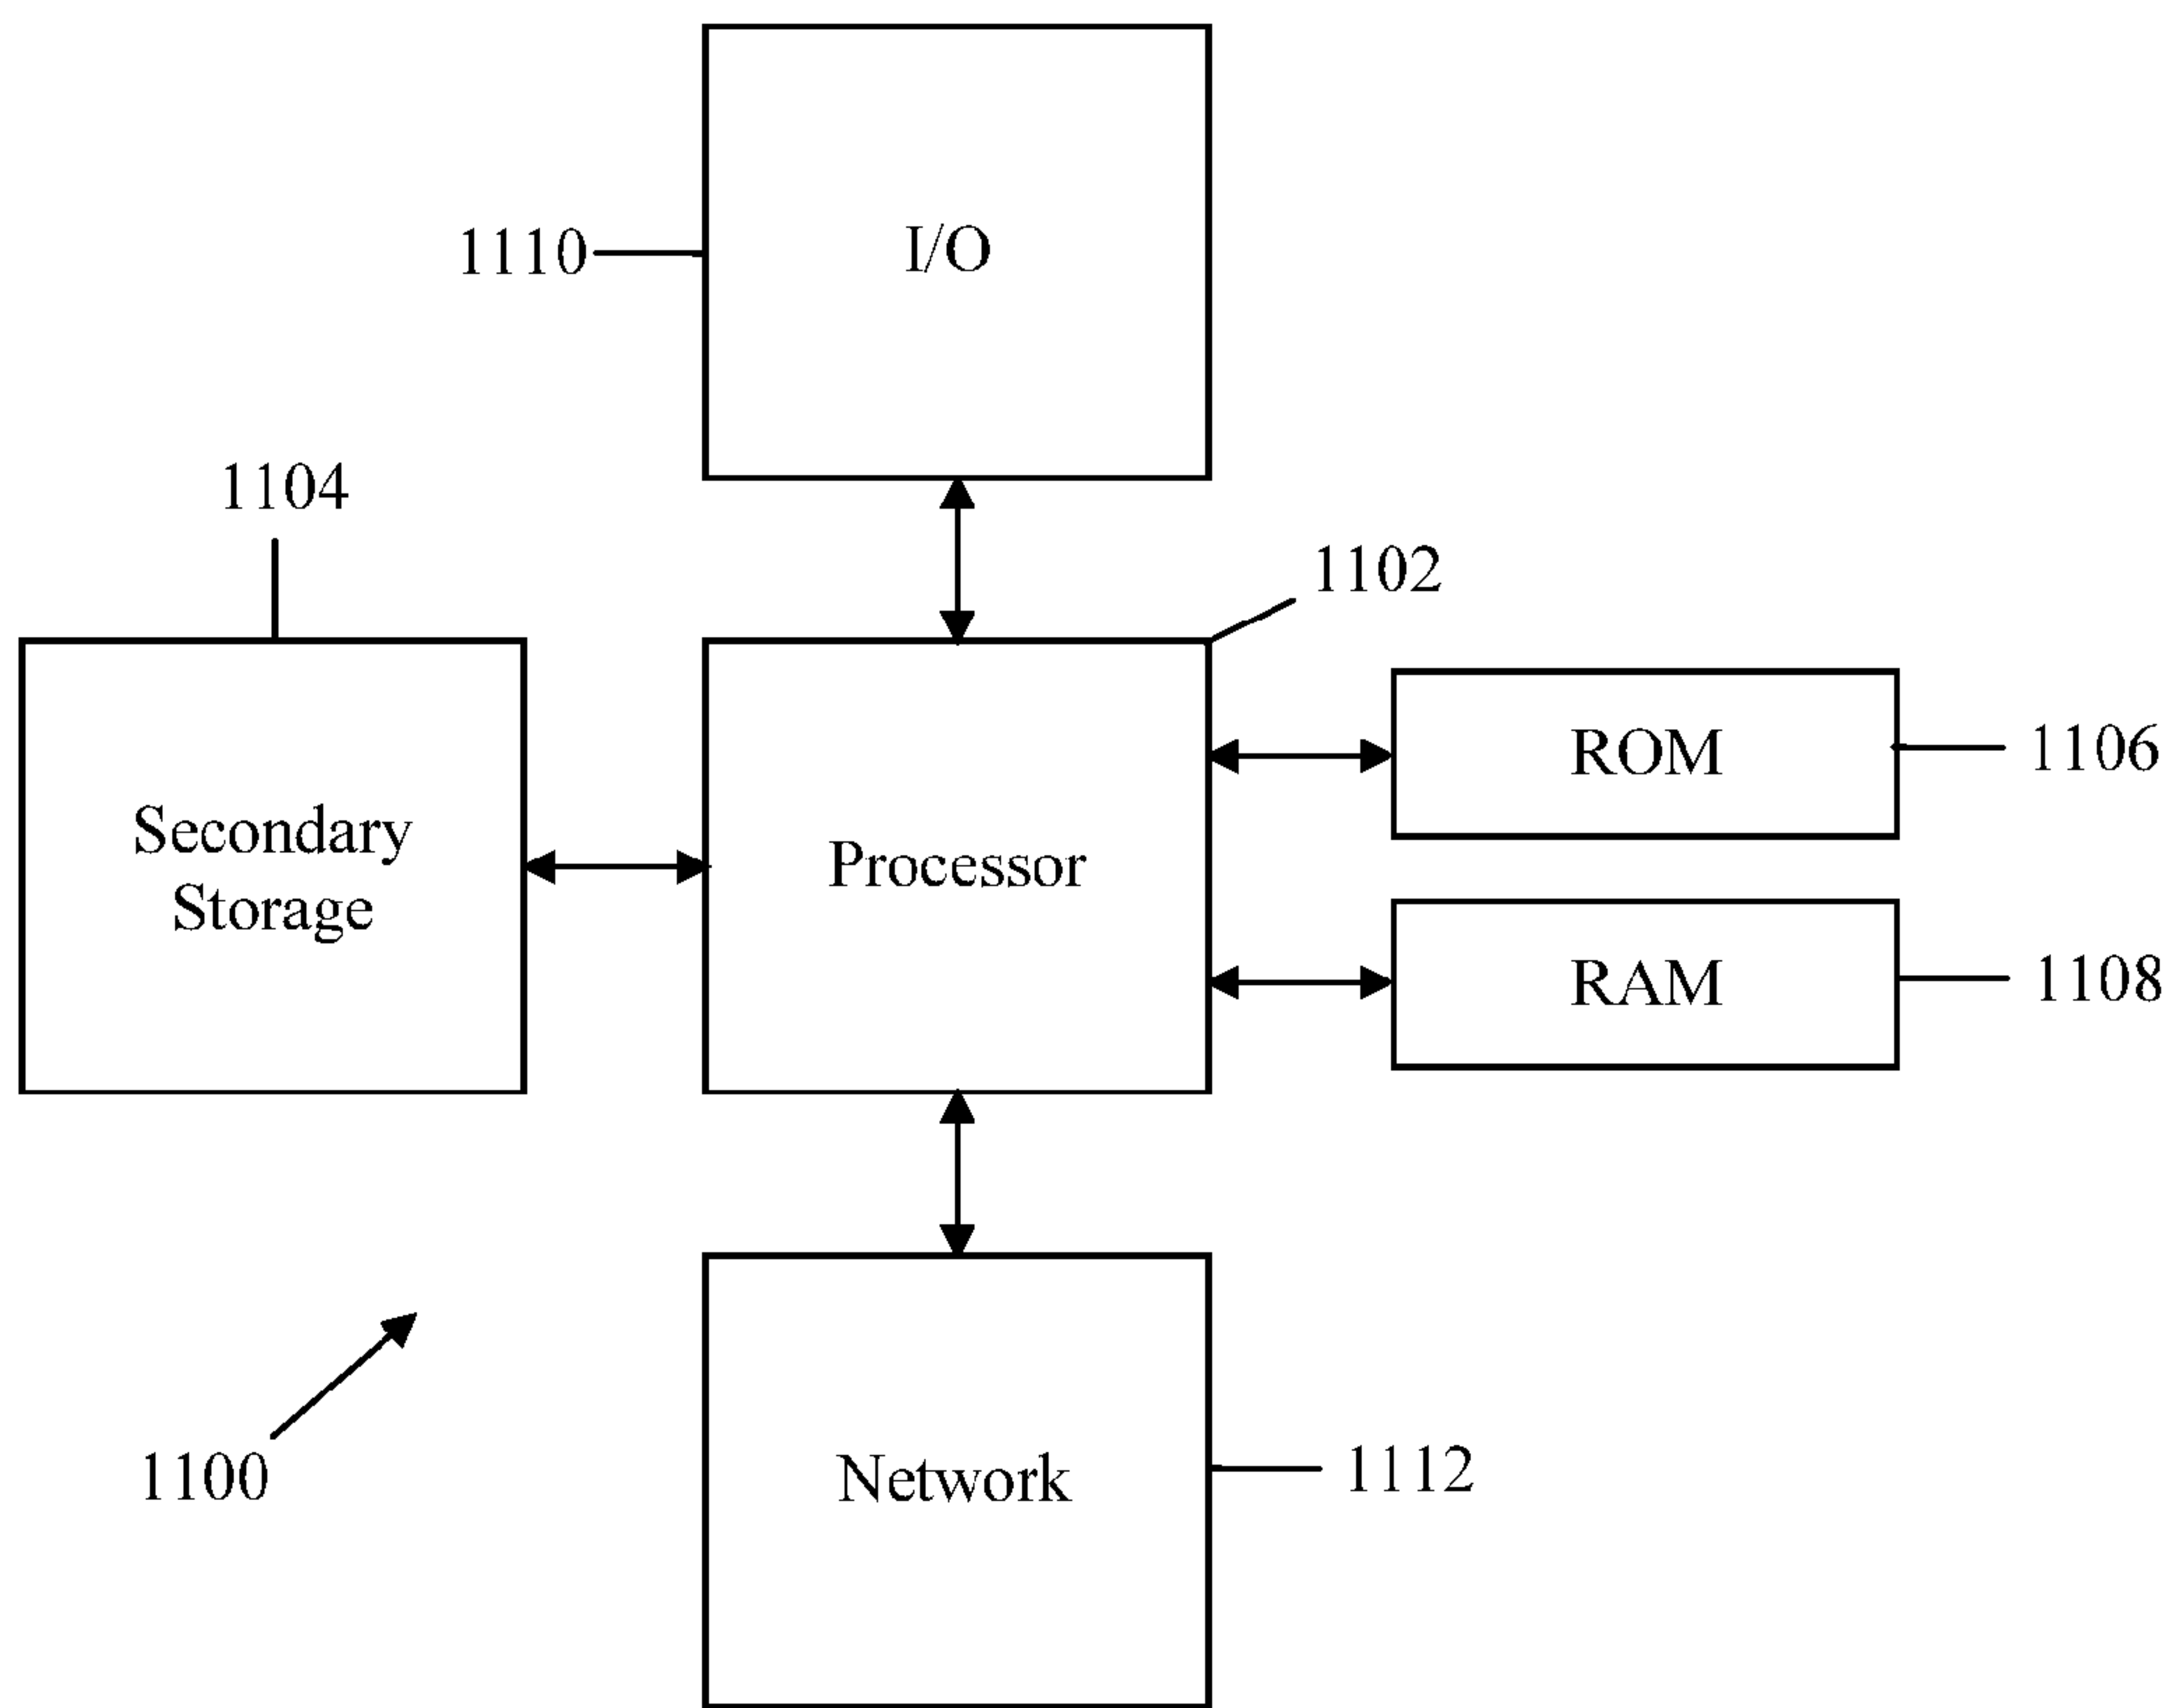 I/O
1110
1104
1102
ROM
1106
Secondary
Storage
Processor
RAM
1108
Network
1112
1100